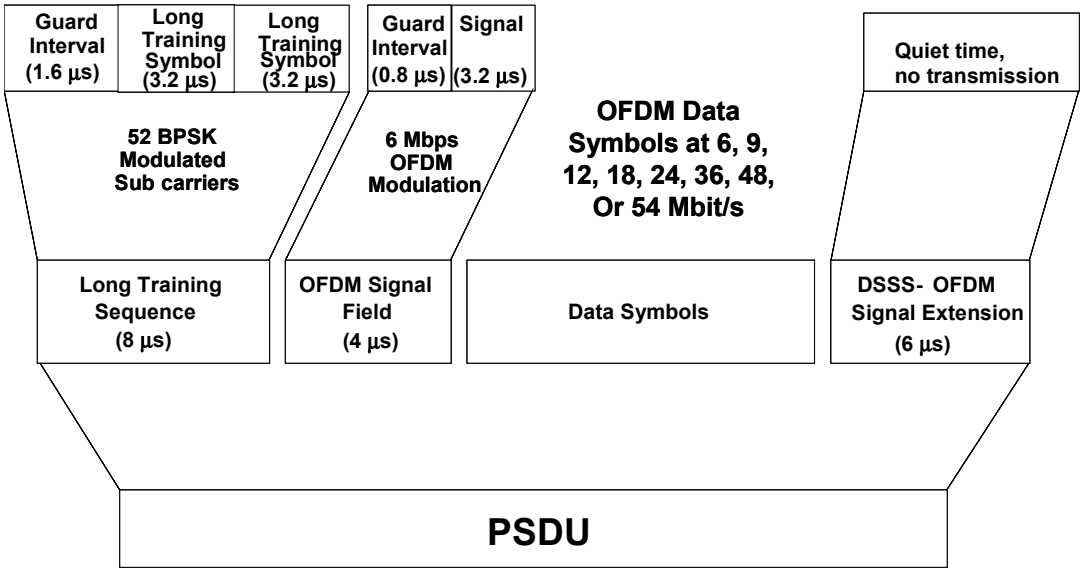 Guard
Interval
(1.6 µs)
Long
Training
Symbol
(3.2 µs)
Long
Training
Symbol
(3.2 µs)
Guard
Interval
(0.8 µs)
Signal
(3.2 µs)
Quiet time,
no transmission
52 BPSK
Modulated
Sub carriers
6 Mbps
OFDM
Modulation
OFDM Data
Symbols at 6, 9,
12, 18, 24, 36, 48,
Or 54 Mbit/s
Long Training
Sequence
(8 µs)
OFDM Signal
Field
(4 µs)
Data Symbols
DSSS- OFDM
Signal Extension
(6 µs)
PSDU